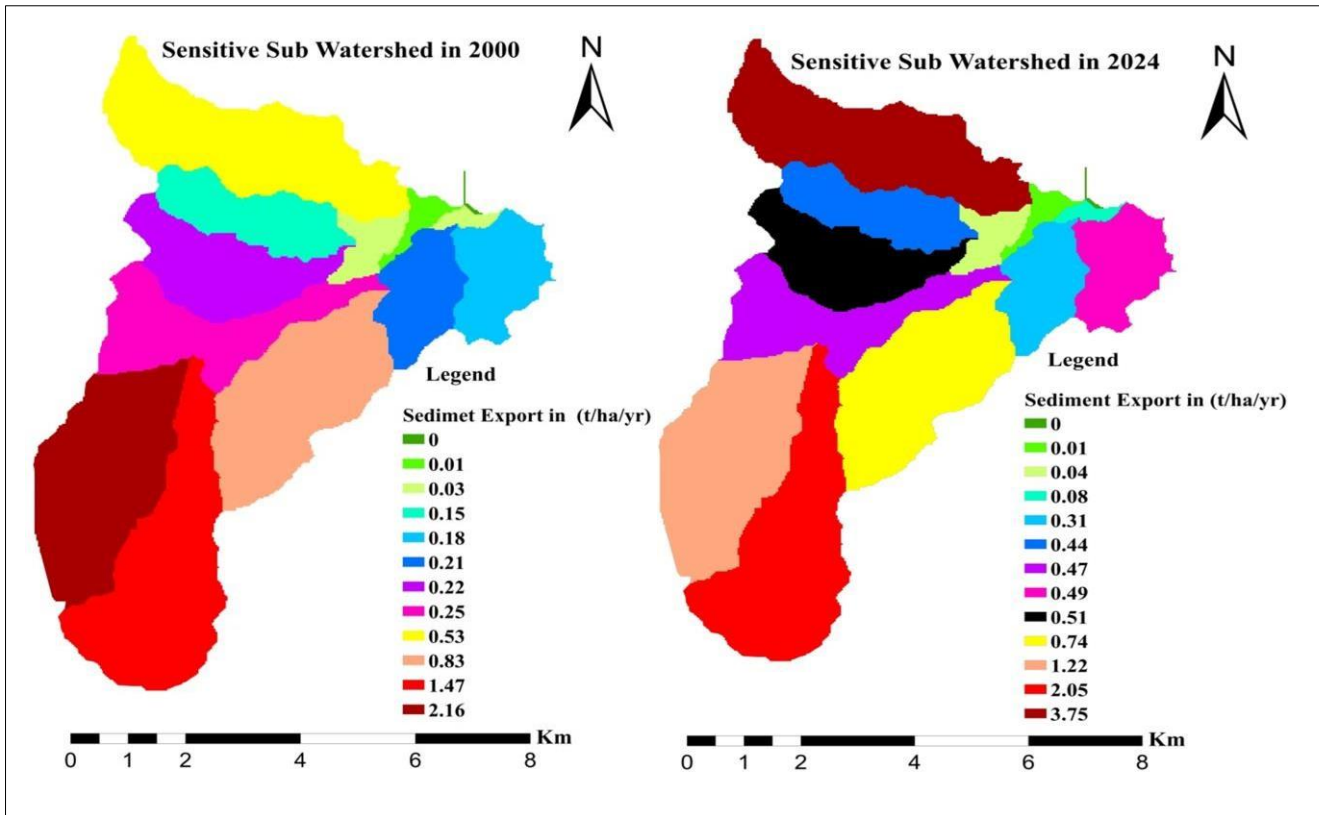 Sensitive Sub Watershed in 2000
N
Legend
Sedimet Export in (t/ha/yr)
0
0.01
0.03
0.15
0.18
0.21
0.22
0.25
0.53
0.83
1.47
2.16
Km
0 1 2 4 6 8
Sensitive Sub Watershed in 2024
N
Legend
Sediment Export in (t/ha/yr)
0
0.01
0.04
0.08
0.31
0.44
0.47
0.49
0.51
0.74
1.22
2.05
3.75
Km
0 1 2 4 6 8